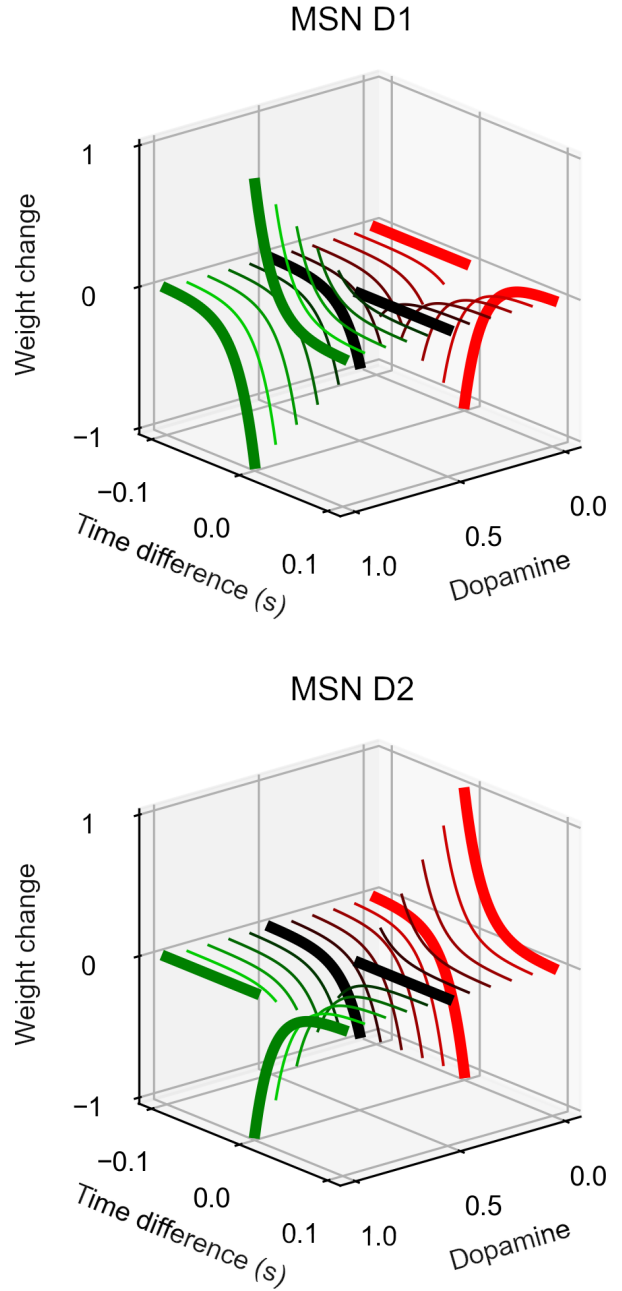 MSN D1
1
0
−1
Weight change
−0.1
0.0
0.1
Time difference (s)
1.0
0.5
0.0
Dopamine
MSN D2
1
0
−1
Weight change
−0.1
0.0
0.1
Time difference (s)
1.0
0.5
0.0
Dopamine